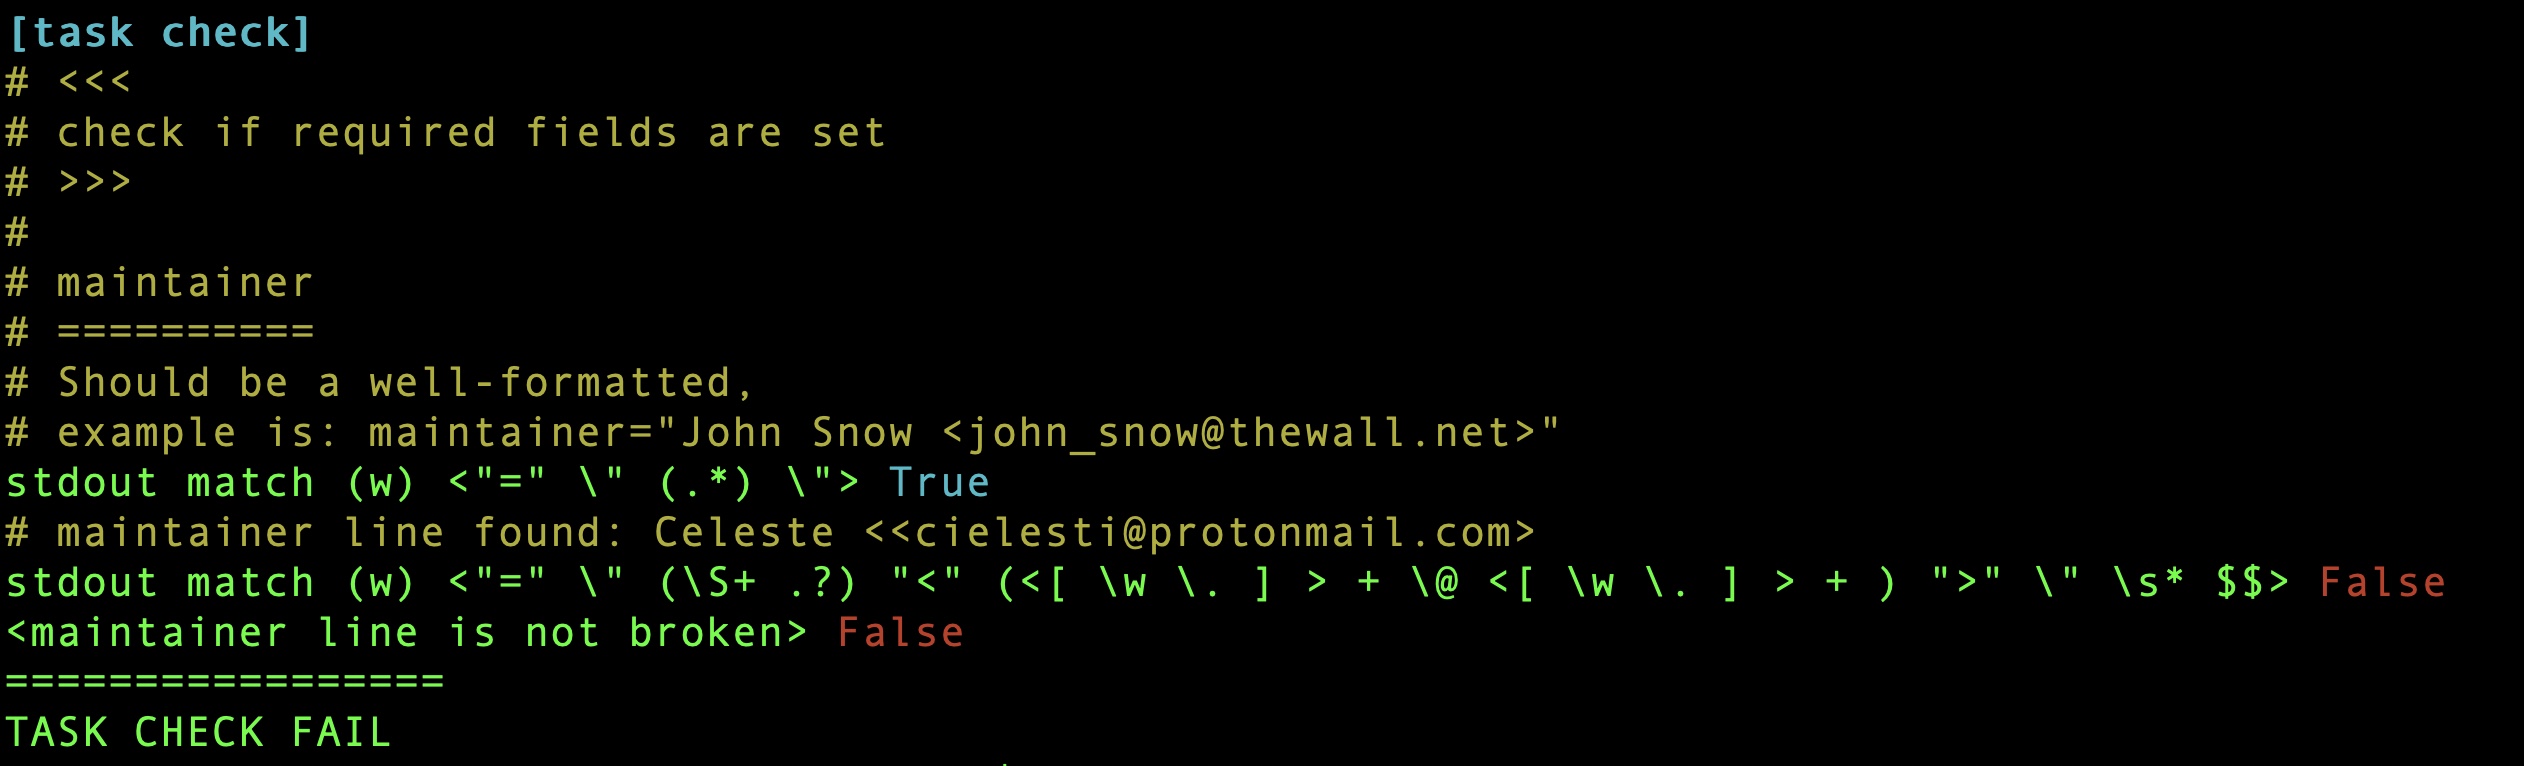 [task check]
# <<<
# check if required fields are set
# >>>
#
# maintainer
# ==========
# Should be a well-formatted,
# example is: maintainer="John Snow <john_snow@thewall.net>"
stdout match (w) <"=" \" (.*) \"> True
# maintainer line found: Celeste <<cielesti@protonmail.com>
stdout match (w) <"=" \" (\S+ .?) "<" (<[ \w \. ] > + \@ <[ \w \. ] > + ) ">" \" \s* $$> False
<maintainer line is not broken> False
=================
TASK CHECK FAIL